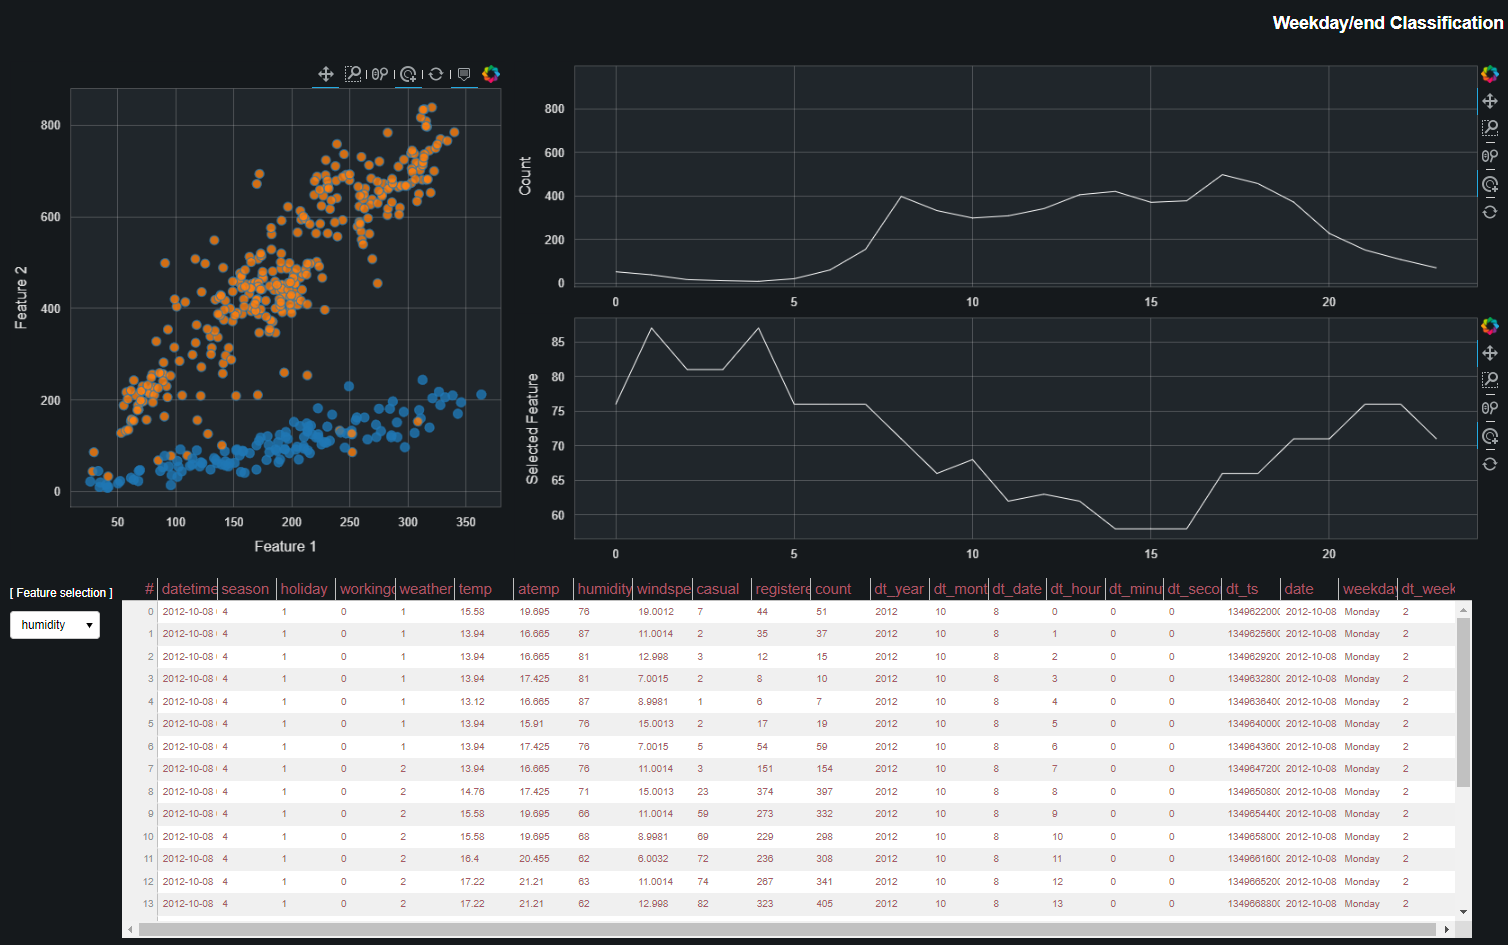 Weekday/end Classification
800
600
400
200
0
50 100 150 200 250 300 350
Feature 1
Feature 2
800
600
400
200
0
0 5 10 15 20
Count
85
80
75
70
65
60
0 5 10 15 20
Selected Feature
[ Feature selection ]
humidity
# datetime season holiday workingd weather temp atemp humidity windspe casual registere count dt_year dt_mont dt_date dt_hour dt_minu dt_seco dt_ts date weekday dt_week
0 2012-10-08 4 1 0 1 15.58 19.695 76 19.0012 7 44 51 2012 10 8 0 0 0 1349622000 2012-10-08 Monday 2
1 2012-10-08 4 1 0 1 13.94 16.665 87 11.0014 2 35 37 2012 10 8 1 0 0 1349625600 2012-10-08 Monday 2
2 2012-10-08 4 1 0 1 13.94 16.665 81 12.998 3 12 15 2012 10 8 2 0 0 1349629200 2012-10-08 Monday 2
3 2012-10-08 4 1 0 1 13.94 17.425 81 7.0015 2 8 10 2012 10 8 3 0 0 1349632800 2012-10-08 Monday 2
4 2012-10-08 4 1 0 1 13.12 16.665 87 8.9981 1 6 7 2012 10 8 4 0 0 1349636400 2012-10-08 Monday 2
5 2012-10-08 4 1 0 1 13.94 15.91 76 15.0013 2 17 19 2012 10 8 5 0 0 1349640000 2012-10-08 Monday 2
6 2012-10-08 4 1 0 1 13.94 17.425 76 7.0015 5 54 59 2012 10 8 6 0 0 1349643600 2012-10-08 Monday 2
7 2012-10-08 4 1 0 2 13.94 16.665 76 11.0014 3 151 154 2012 10 8 7 0 0 1349647200 2012-10-08 Monday 2
8 2012-10-08 4 1 0 2 14.76 17.425 71 15.0013 23 374 397 2012 10 8 8 0 0 1349650800 2012-10-08 Monday 2
9 2012-10-08 4 1 0 2 15.58 19.695 66 11.0014 59 273 332 2012 10 8 9 0 0 1349654400 2012-10-08 Monday 2
10 2012-10-08 4 1 0 2 15.58 19.695 68 8.9981 69 229 298 2012 10 8 10 0 0 1349658000 2012-10-08 Monday 2
11 2012-10-08 4 1 0 2 16.4 20.455 62 6.0032 72 236 308 2012 10 8 11 0 0 1349661600 2012-10-08 Monday 2
12 2012-10-08 4 1 0 2 17.22 21.21 63 11.0014 74 267 341 2012 10 8 12 0 0 1349665200 2012-10-08 Monday 2
13 2012-10-08 4 1 0 2 17.22 21.21 62 12.998 82 323 405 2012 10 8 13 0 0 1349668800 2012-10-08 Monday 2